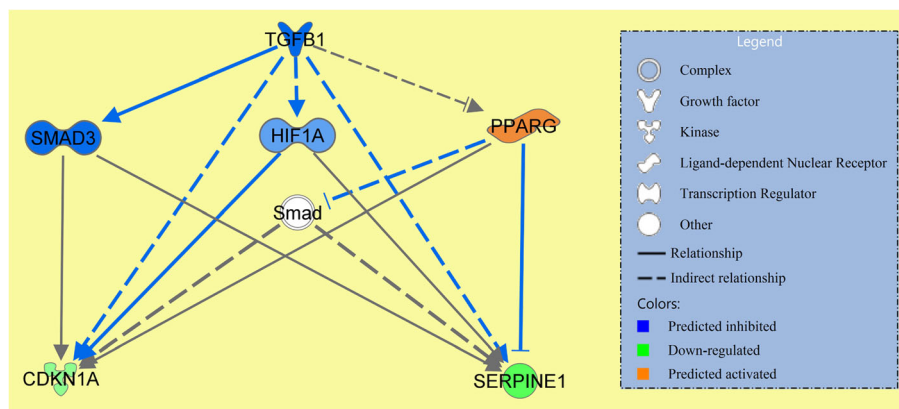 TGFB1
SMAD3
HIF1A
PPARG
Smad
CDKN1A
SERPINE1
Legend
Complex
Growth factor
Kinase
Ligand-dependent Nuclear Receptor
Transcription Regulator
Other
Relationship
Indirect relationship
Colors:
Predicted inhibited
Down-regulated
Predicted activated